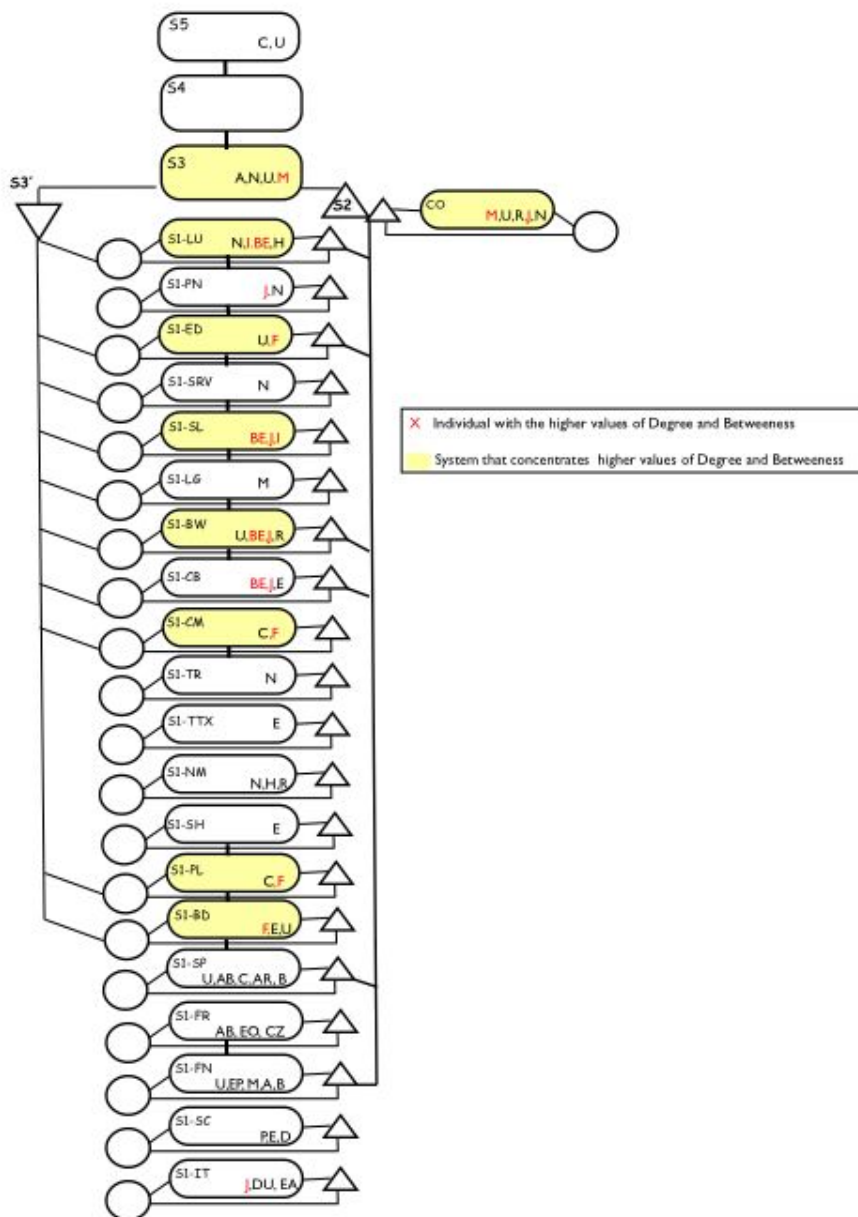 S5
C, U
S4
S3
A,N,U,M
S3´
S2
CO
M,U,R,J,N
S1-LU
N,I,BE,H
S1-PN
J,N
S1-ED
U,F
S1-SRV
N
S1-SL
BE,J,I
S1-LG
M
S1-BW
U,BE,J,R
S1-CB
BE,J,E
S1-CM
C,F
S1-TR
N
S1-TTX
E
S1-NM
N,H,R
S1-SH
E
S1-PL
C,F
S1-BD
F,E,U
S1-SP
U,AB,C,AR,B
S1-FR
AB, EO, CZ
S1-FN
U,EP, M,A,B
S1-SC
P,E,D
S1-IT
J,DU, EA
X Individual with the higher values of Degree and Betweeness
System that concentrates higher values of Degree and Betweeness